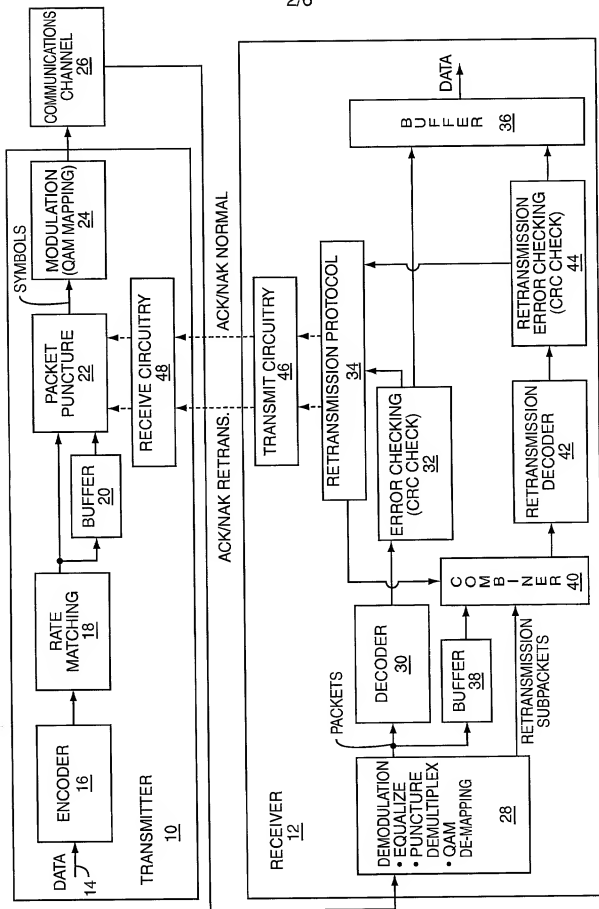 2/6
DATA
14
ENCODER
16
RATE
MATCHING
18
BUFFER
20
PACKET
PUNCTURE
22
SYMBOLS
MODULATION
(QAM MAPPING)
24
COMMUNICATIONS
CHANNEL
26
RECEIVE CIRCUITRY
48
TRANSMITTER
10
ACK/NAK RETRANS.
ACK/NAK NORMAL
RECEIVER
12
TRANSMIT CIRCUITRY
46
RETRANSMISSION PROTOCOL
34
DEMODULATION
• EQUALIZE
• PUNCTURE
DEMULTIPLEX
• QAM
DE-MAPPING
28
PACKETS
DECODER
30
BUFFER
38
RETRANSMISSION
SUBPACKETS
ERROR CHECKING
(CRC CHECK)
32
COMBINER
40
RETRANSMISSION
DECODER
42
RETRANSMISSION
ERROR CHECKING
(CRC CHECK)
44
BUFFER
36
DATA